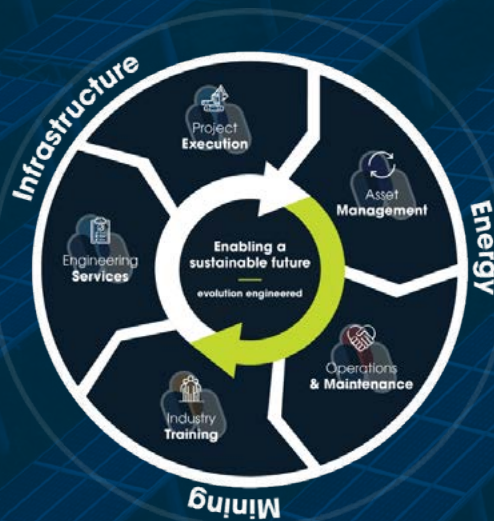 Infrastructure
Project
Execution
Asset
Management
Energy
Enabling a
sustainable future
evolution engineered
Engineering
Services
Operations
& Maintenance
Industry
Training
Mining